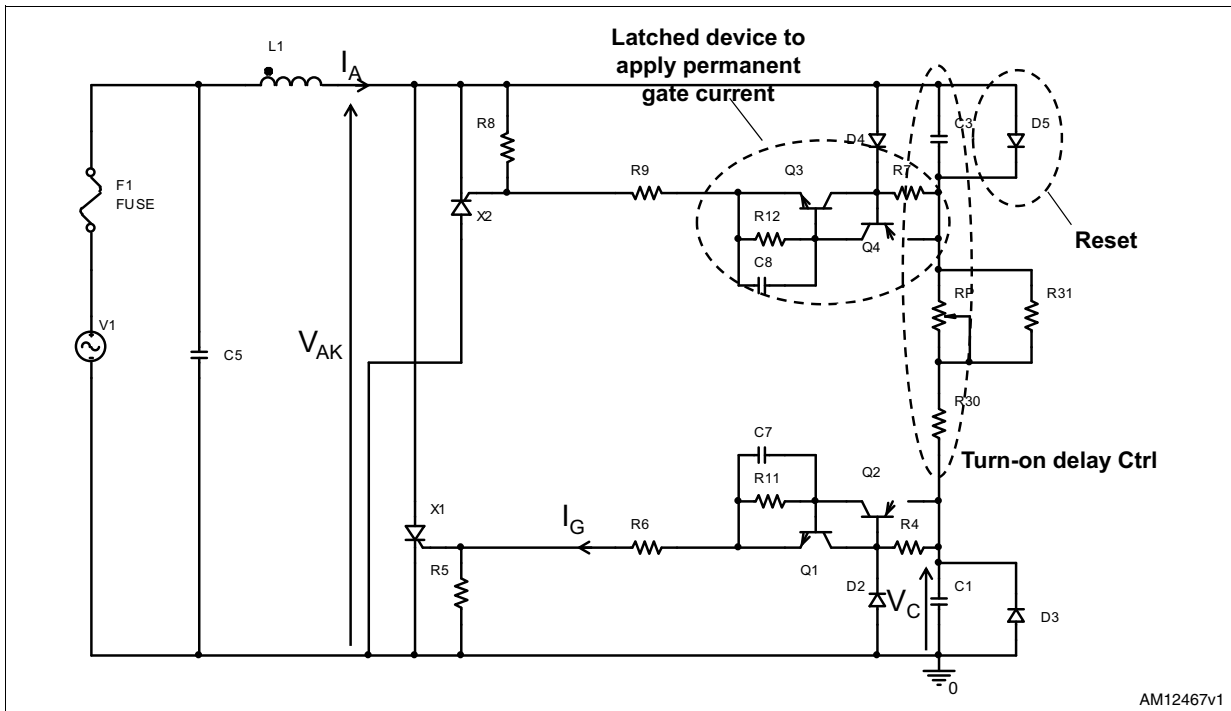 Latched device to
apply permanent
gate current
L1
I_A
R8
D4
C3
D5
F1
FUSE
R9
Q3
R7
X2
R12
Q4
C8
Reset
RP
R31
V1
V_AK
C5
R30
C7
Turn-on delay Ctrl
R11
Q2
X1
I_G
R6
R4
R5
Q1
D2
V_C
C1
D3
0
AM12467v1